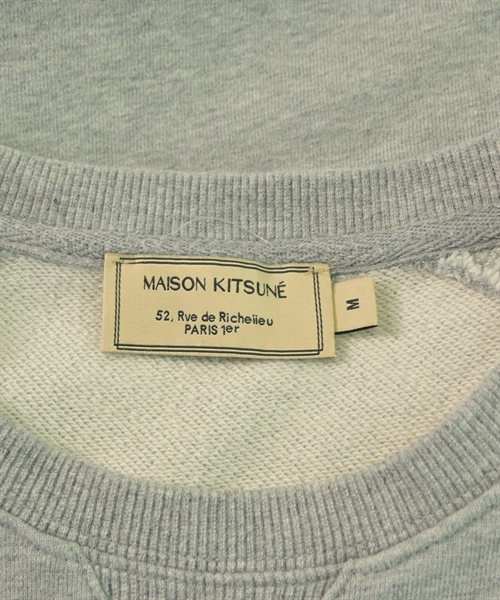 MAISON KITSUNÉ
52, Rve de Richeiieu
PARIS 1er
M